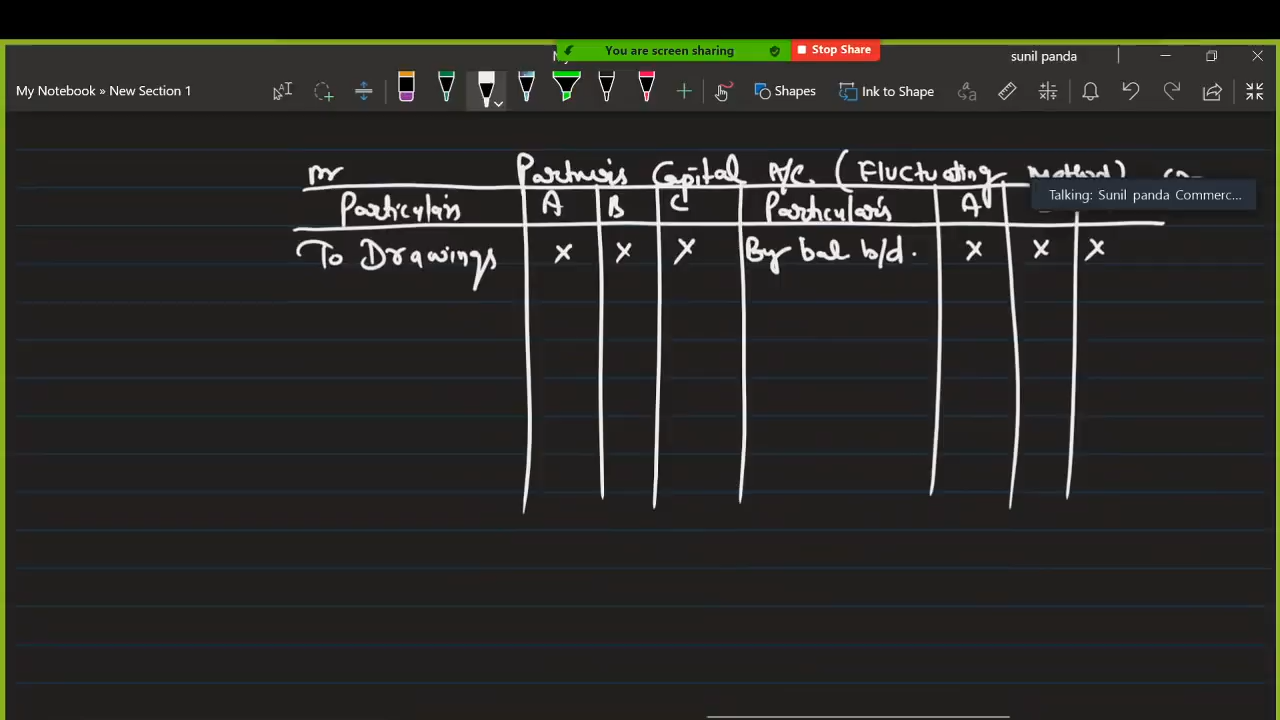 You are screen sharing
Stop Share
sunil panda
My Notebook » New Section 1
Shapes
Ink to Shape
Partners Capital A/C. (Fluctuating Method)
Talking: Sunil panda Commerc...
Particulars A B C Particulars A
To Drawings x x x By bal b/d. x x x